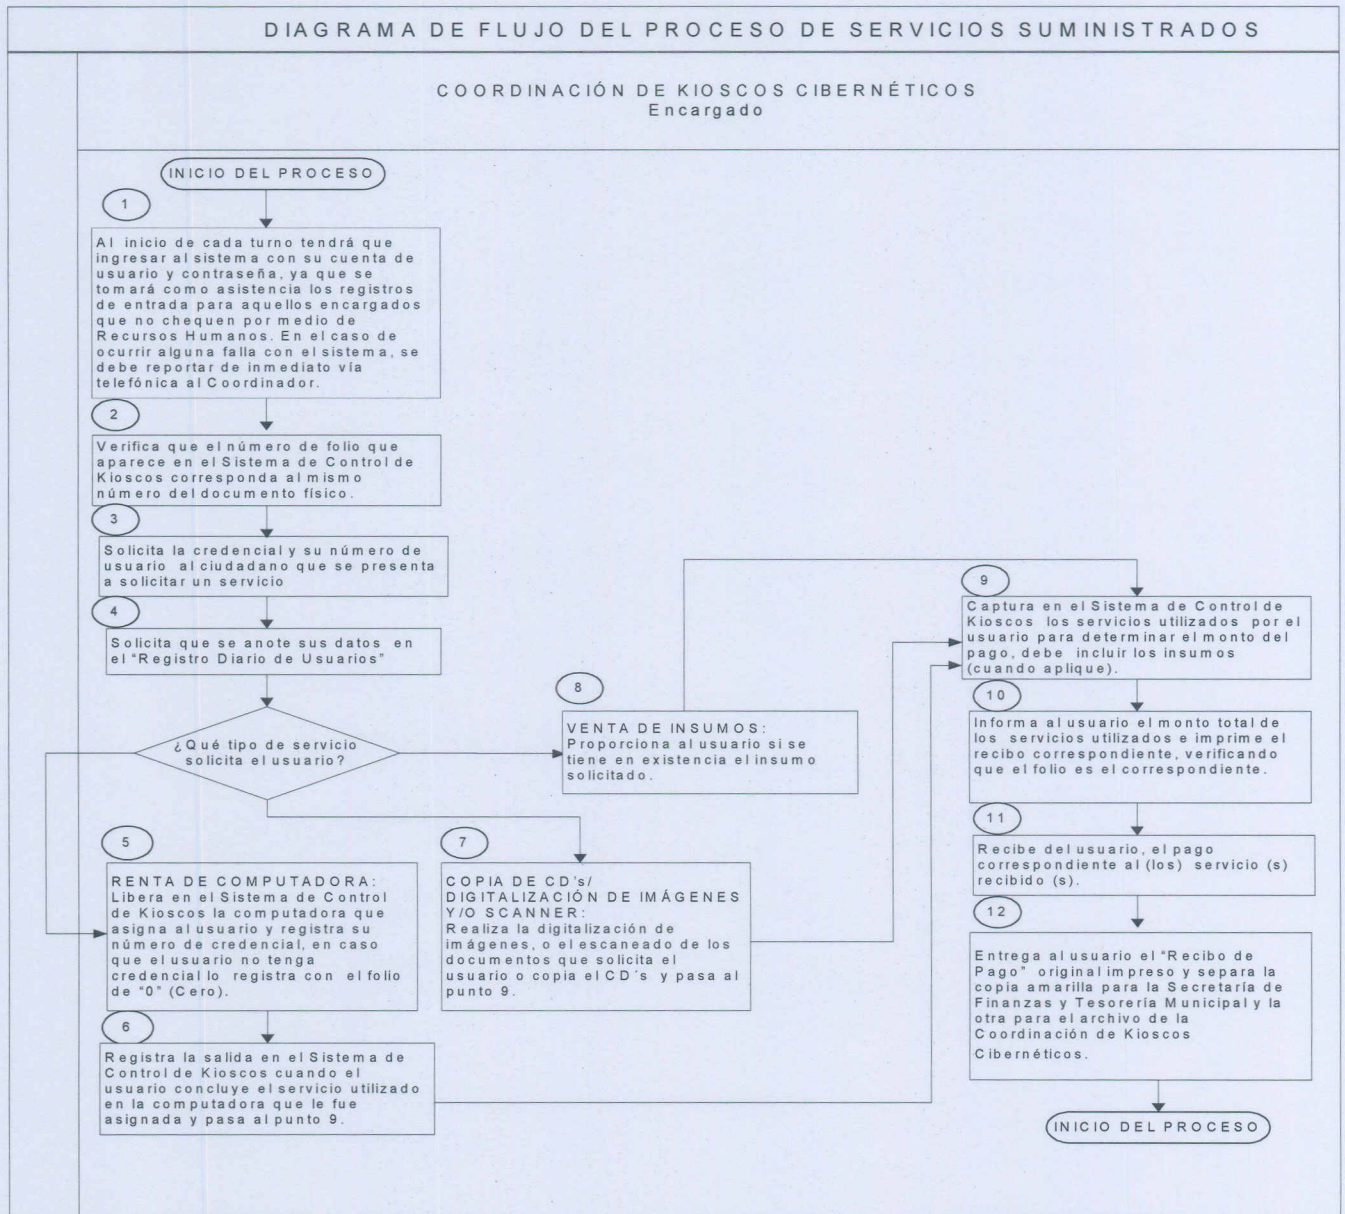 DIAGRAMA DE FLUJO DEL PROCESO DE SERVICIOS SUMINISTRADOS
COORDINACIÓN DE KIOSCOS CIBERNÉTICOS
Encargado
INICIO DEL PROCESO
1
Al inicio de cada turno tendrá que
ingresar al sistema con su cuenta de
usuario y contraseña, ya que se
tomará como asistencia los registros
de entrada para aquellos encargados
que no chequen por medio de
Recursos Humanos. En el caso de
ocurrir alguna falla con el sistema, se
debe reportar de inmediato vía
telefónica al Coordinador.
2
Verifica que el número de folio que
aparece en el Sistema de Control de
Kioscos corresponda al mismo
número del documento físico.
3
Solicita la credencial y su número de
usuario al ciudadano que se presenta
a solicitar un servicio
4
Solicita que se anote sus datos en
el “Registro Diario de Usuarios”
¿Qué tipo de servicio
solicita el usuario?
5
RENTA DE COMPUTADORA:
Libera en el Sistema de Control
de Kioscos la computadora que
asigna al usuario y registra su
número de credencial, en caso
que el usuario no tenga
credencial lo registra con el folio
de “0” (Cero).
6
Registra la salida en el Sistema de
Control de Kioscos cuando el
usuario concluye el servicio utilizado
en la computadora que le fue
asignada y pasa al punto 9.
7
COPIA DE CD's/
DIGITALIZACIÓN DE IMÁGENES
Y/O SCANNER:
Realiza la digitalización de
imágenes, o el escaneado de los
documentos que solicita el
usuario o copia el CD´s y pasa al
punto 9.
8
VENTA DE INSUMOS:
Proporciona al usuario si se
tiene en existencia el insumo
solicitado.
9
Captura en el Sistema de Control de
Kioscos los servicios utilizados por el
usuario para determinar el monto del
pago, debe incluir los insumos
(cuando aplique).
10
Informa al usuario el monto total de
los servicios utilizados e imprime el
recibo correspondiente, verificando
que el folio es el correspondiente.
11
Recibe del usuario, el pago
correspondiente al (los) servicio (s)
recibido (s).
12
Entrega al usuario el “Recibo de
Pago” original impreso y separa la
copia amarilla para la Secretaría de
Finanzas y Tesorería Municipal y la
otra para el archivo de la
Coordinación de Kioscos
Cibernéticos.
INICIO DEL PROCESO